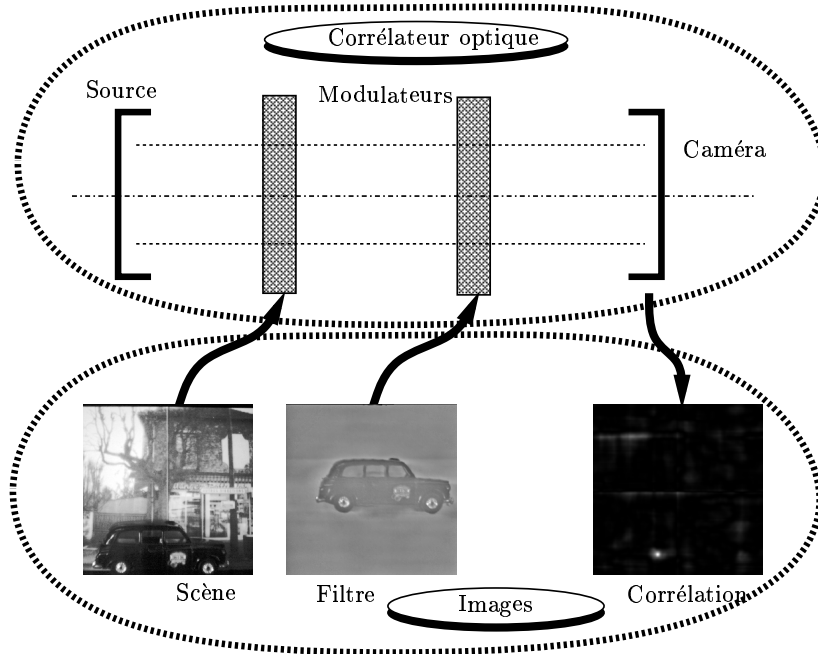 Corrélateur optique
Source
Modulateurs
Caméra
Scène
Filtre
Images
Corrélation